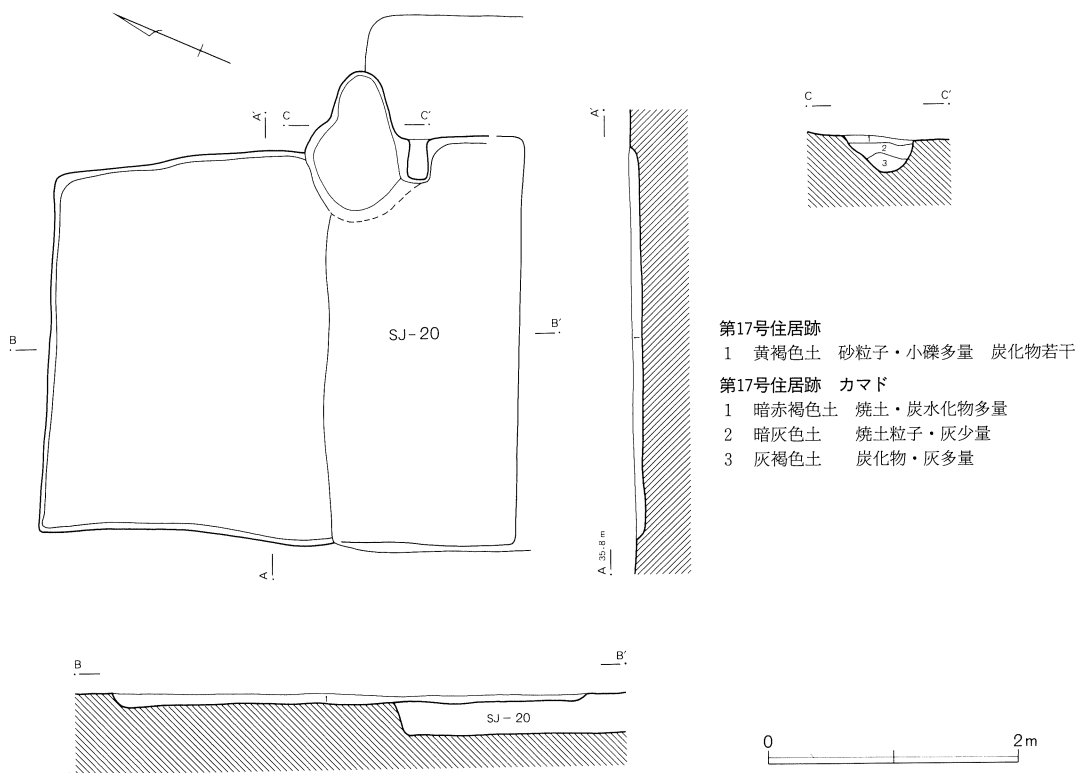 A'
C
C'
A'
C
C'
SJ-20
B
B'
1
1
2
3
第17号住居跡
1 黄褐色土 砂粒子・小礫多量 炭化物若干
第17号住居跡 カマド
1 暗赤褐色土 焼土・炭水化物多量
2 暗灰色土 焼土粒子・灰少量
3 灰褐色土 炭化物・灰多量
A
A 35.8m
B
B'
1
SJ-20
0
2m